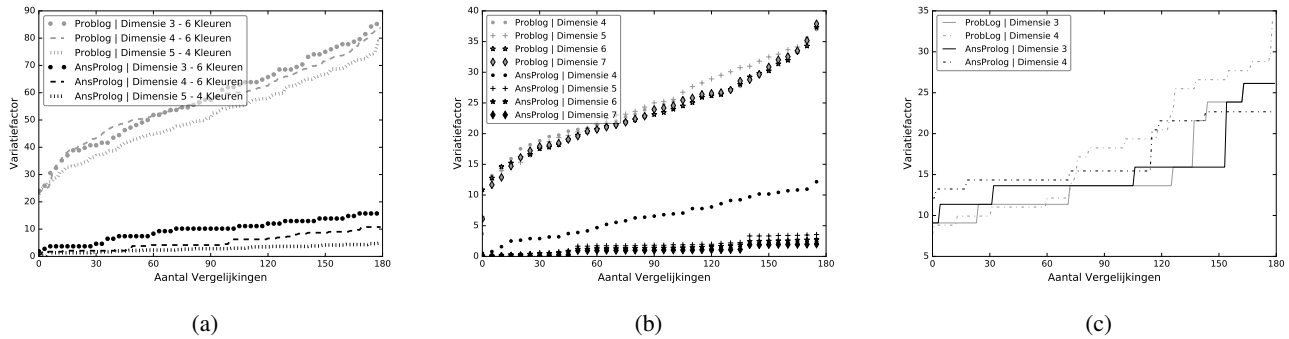 90
80
70
60
50
40
30
20
10
0
Variatiefactor
Problog | Dimensie 3 - 6 Kleuren
Problog | Dimensie 4 - 6 Kleuren
Problog | Dimensie 5 - 4 Kleuren
AnsProlog | Dimensie 3 - 6 Kleuren
AnsProlog | Dimensie 4 - 6 Kleuren
AnsProlog | Dimensie 5 - 4 Kleuren
0 30 60 90 120 150 180
Aantal Vergelijkingen
(a)
40
35
30
25
20
15
10
5
0
Variatiefactor
Problog | Dimensie 4
Problog | Dimensie 5
Problog | Dimensie 6
Problog | Dimensie 7
AnsProlog | Dimensie 4
AnsProlog | Dimensie 5
AnsProlog | Dimensie 6
AnsProlog | Dimensie 7
0 30 60 90 120 150 180
Aantal Vergelijkingen
(b)
35
30
25
20
15
10
5
Variatiefactor
ProbLog | Dimensie 3
ProbLog | Dimensie 4
AnsProlog | Dimensie 3
AnsProlog | Dimensie 4
0 30 60 90 120 150 180
Aantal Vergelijkingen
(c)